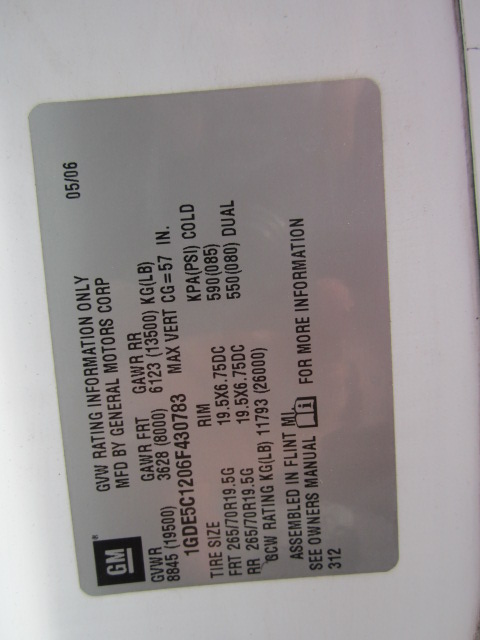 GM
GVW RATING INFORMATION ONLY 05/06
MFD BY GENERAL MOTORS CORP
GVWR GAWR FRT GAWR RR
8845 (19500) 3628 (8000) 6123 (13500) KG(LB)
1GDE5C1206F430783 MAX VERT CG=57 IN.
TIRE SIZE RIM KPA(PSI) COLD
FRT 265/70R19.5G 19.5X6.75DC 590(085)
RR 265/70R19.5G 19.5X6.75DC 550(080) DUAL
GCW RATING KG(LB) 11793 (26000)
ASSEMBLED IN FLINT MI
SEE OWNERS MANUAL i FOR MORE INFORMATION
312